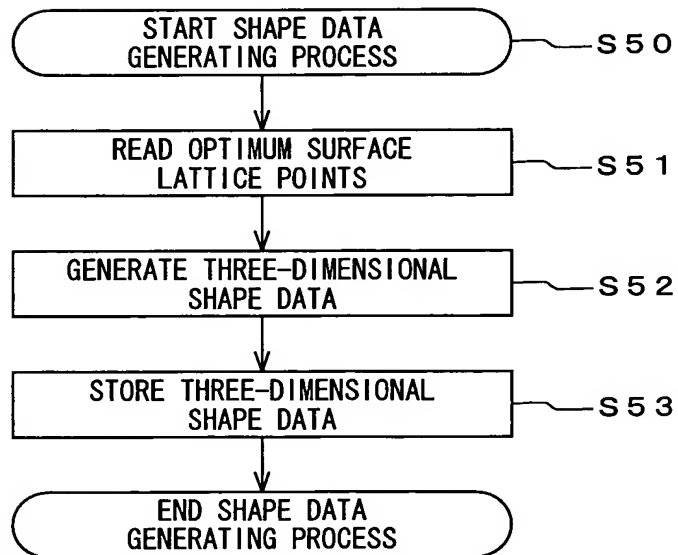 START SHAPE DATA
GENERATING PROCESS
S50
READ OPTIMUM SURFACE
LATTICE POINTS
S51
GENERATE THREE-DIMENSIONAL
SHAPE DATA
S52
STORE THREE-DIMENSIONAL
SHAPE DATA
S53
END SHAPE DATA
GENERATING PROCESS